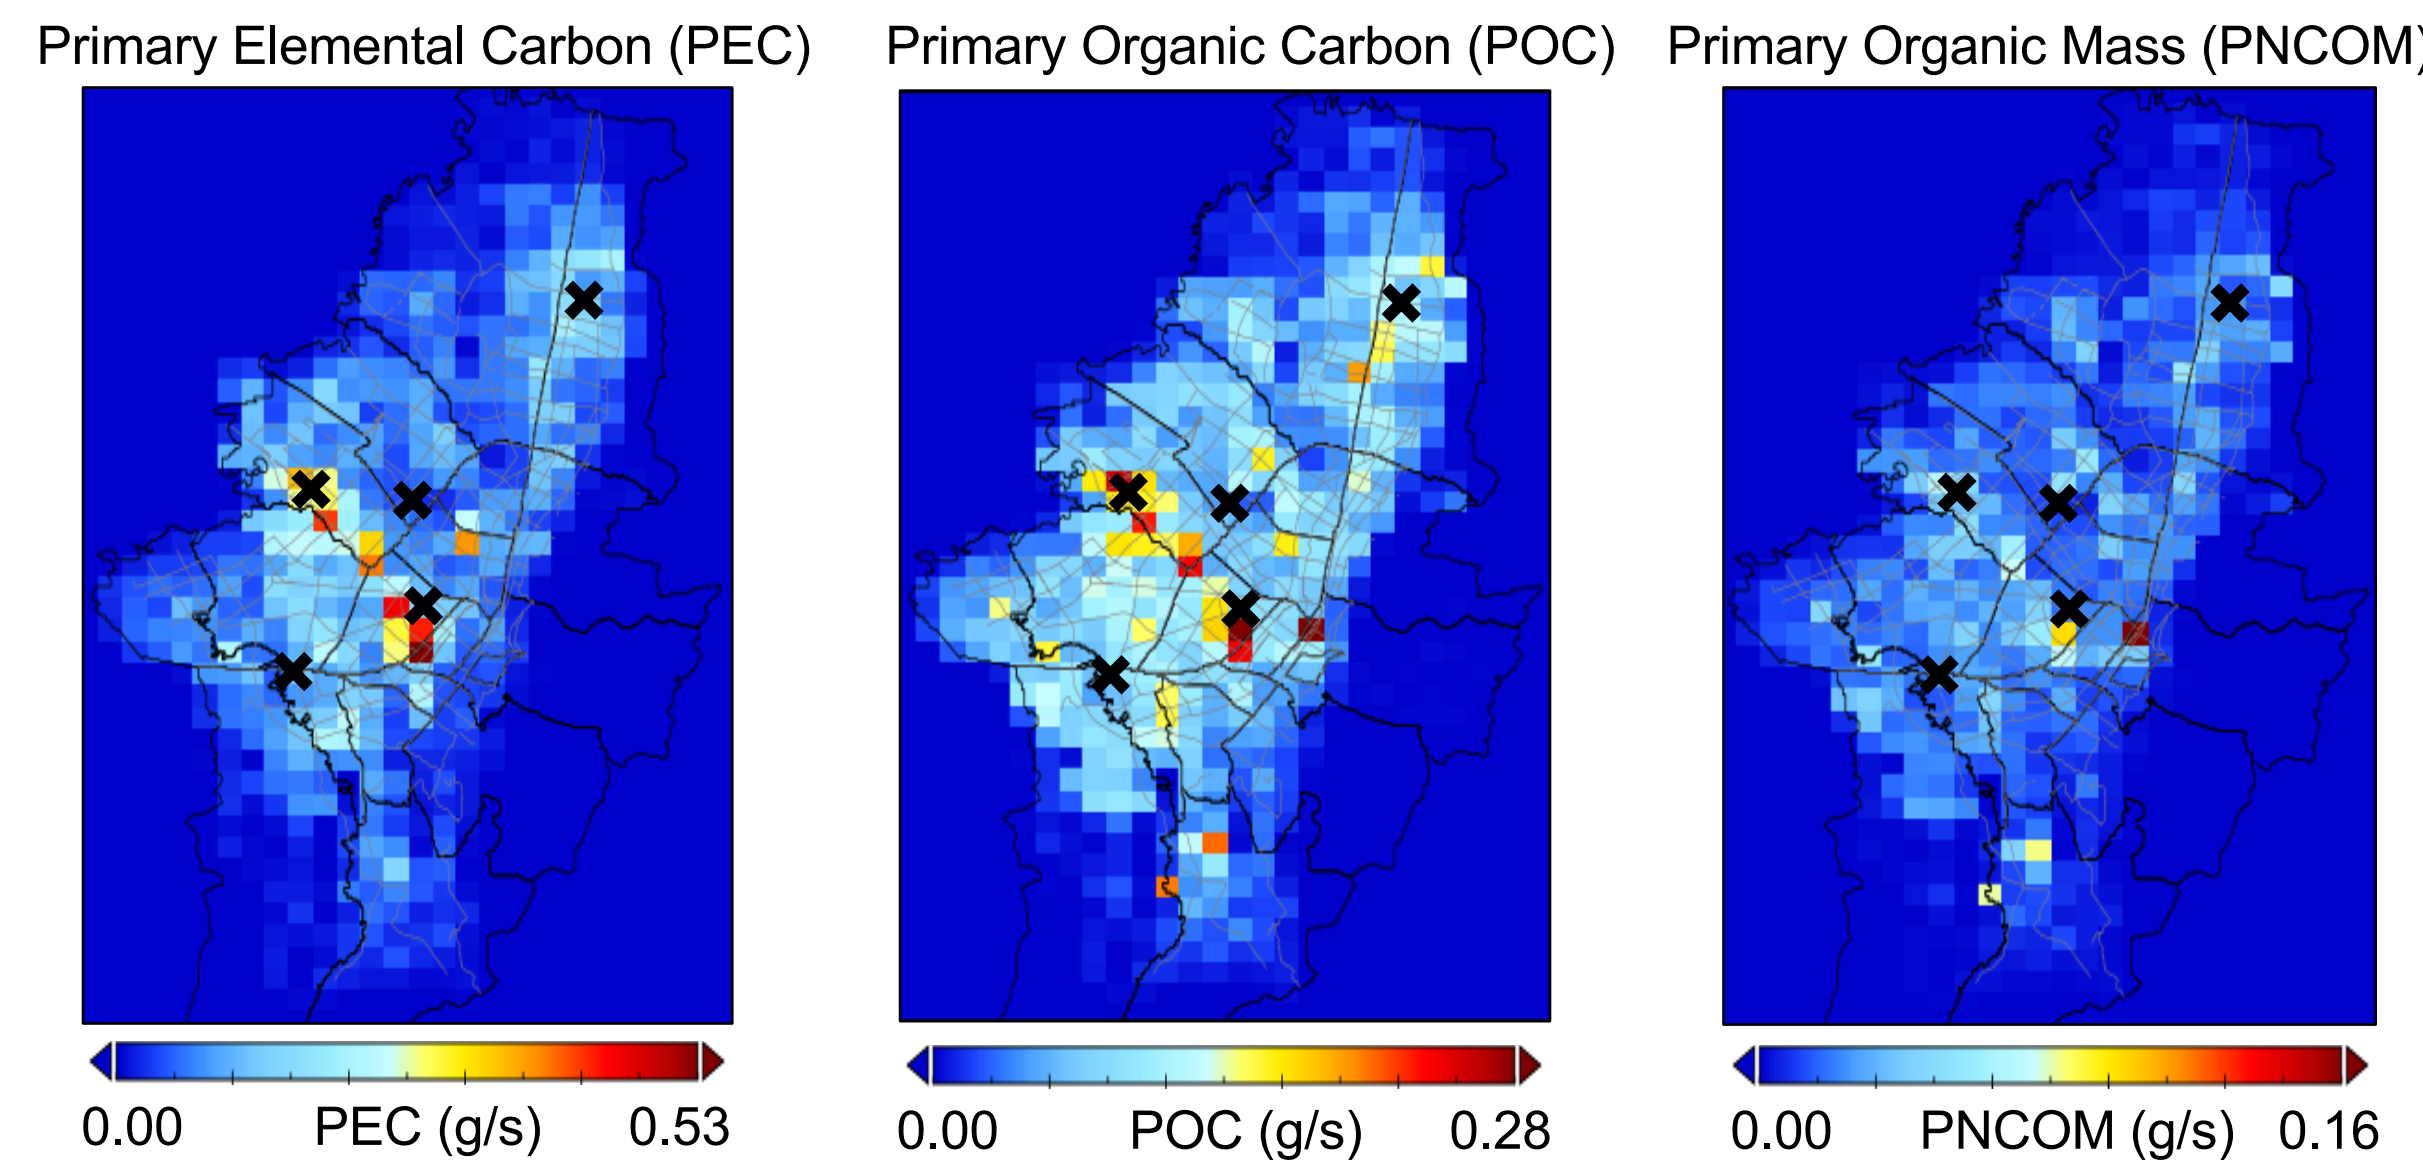 Primary Elemental Carbon (PEC)
Primary Organic Carbon (POC)
Primary Organic Mass (PNCOM)
0.00 PEC (g/s) 0.53
0.00 POC (g/s) 0.28
0.00 PNCOM (g/s) 0.16